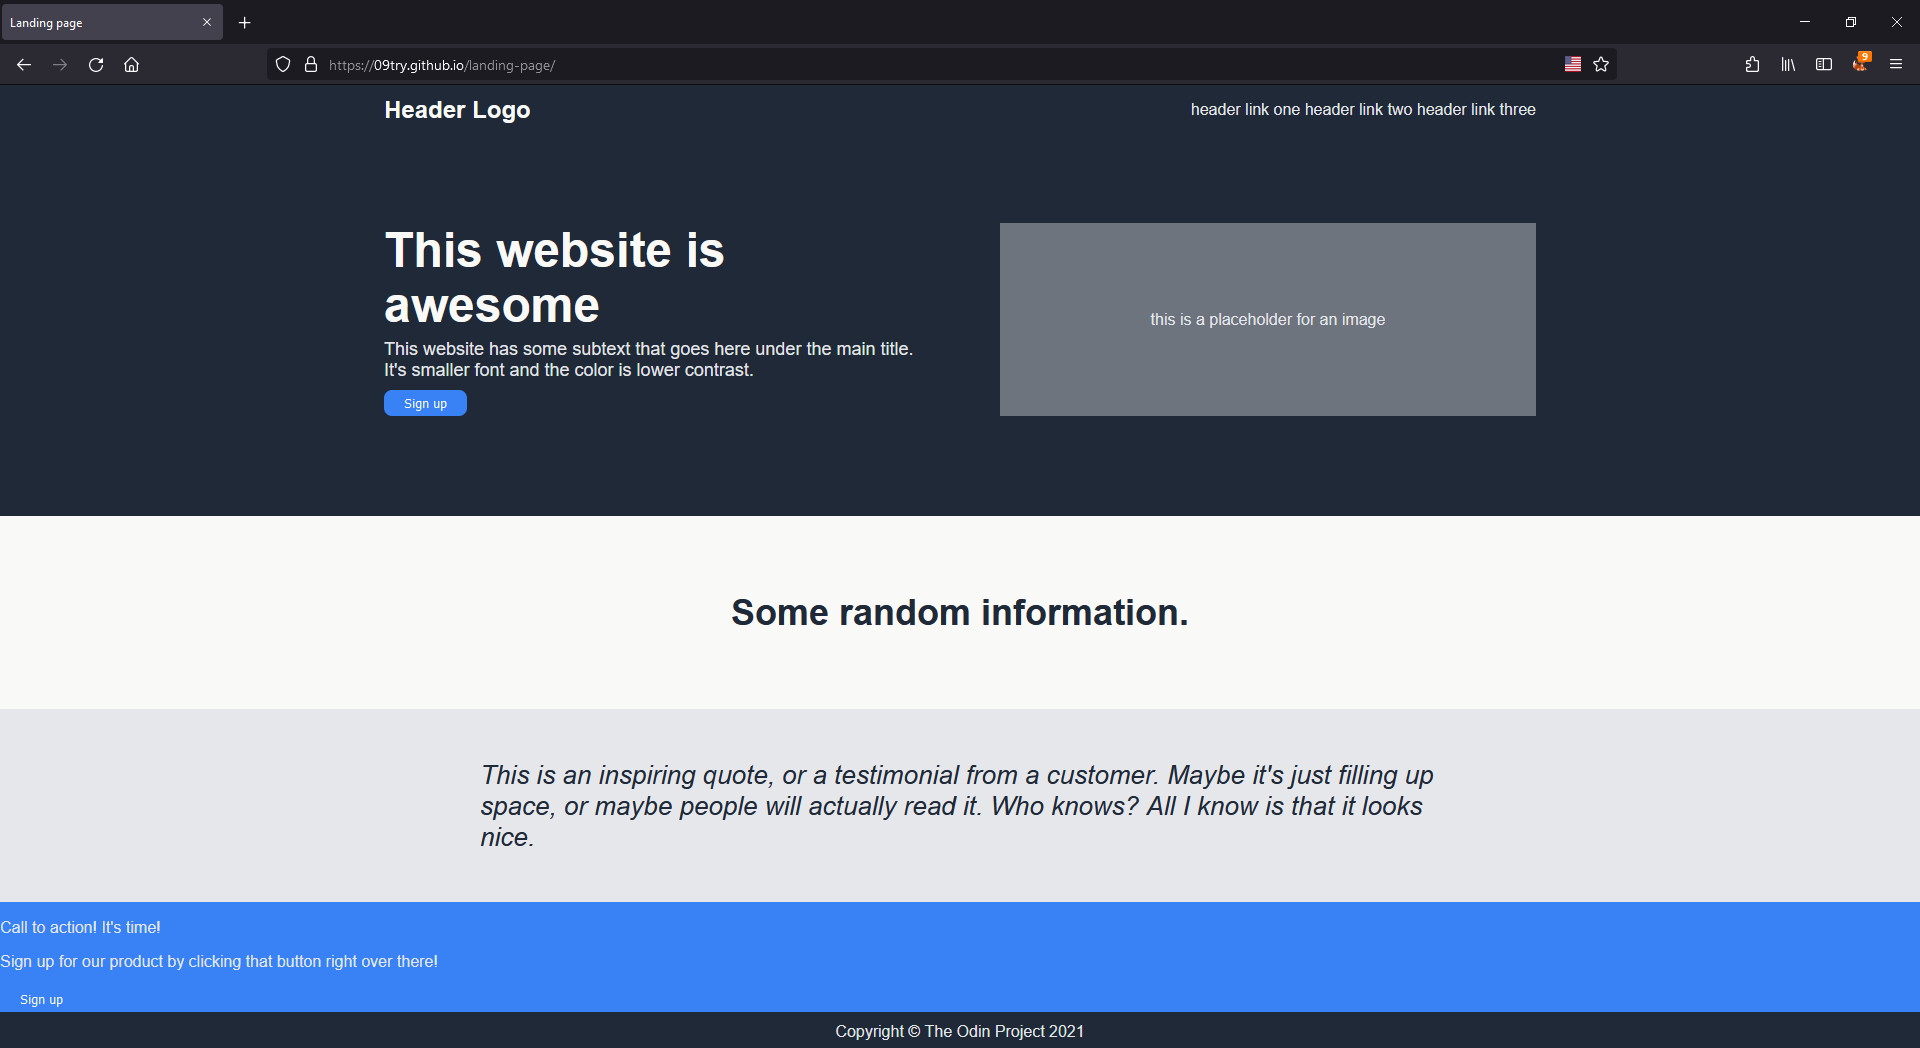 Landing page
https://09try.github.io/landing-page/
9
Header Logo
header link one header link two header link three
This website is
awesome
This website has some subtext that goes here under the main title.
It's smaller font and the color is lower contrast.
Sign up
this is a placeholder for an image
Some random information.
This is an inspiring quote, or a testimonial from a customer. Maybe it's just filling up
space, or maybe people will actually read it. Who knows? All I know is that it looks
nice.
Call to action! It's time!
Sign up for our product by clicking that button right over there!
Sign up
Copyright © The Odin Project 2021